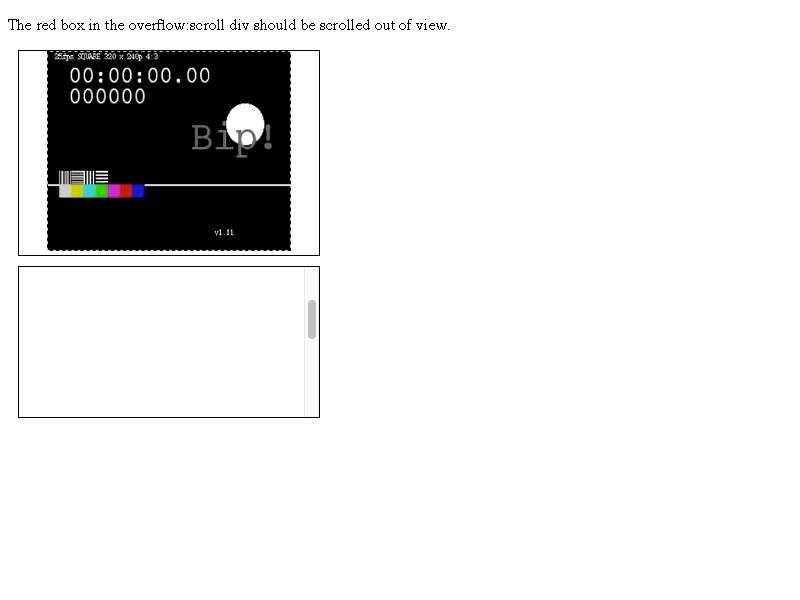 The red box in the overflow:scroll div should be scrolled out of view.
25fps SQUARE 320 x 240p 4:3
00:00:00.00
000000
Bip!
v1.11